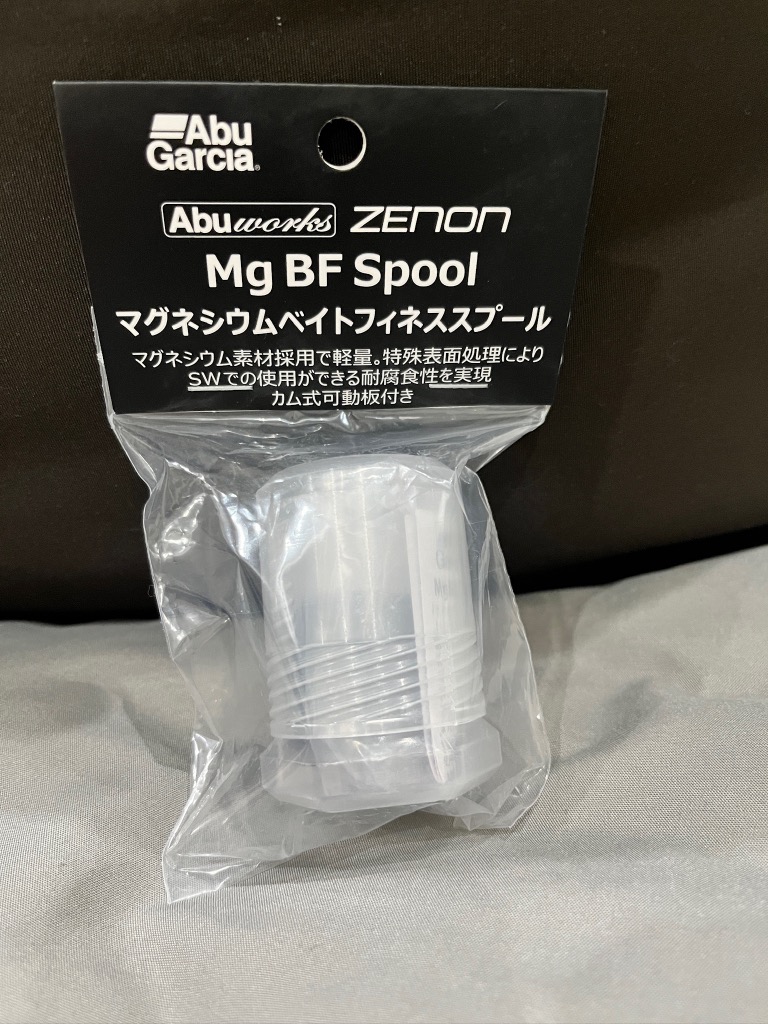 Abu
Garcia®
Abuworks ZENON
Mg BF Spool
マグネシウムベイトフィネススプール
マグネシウム素材採用で軽量。特殊表面処理により
SWでの使用ができる耐腐食性を実現
カム式可動板付き